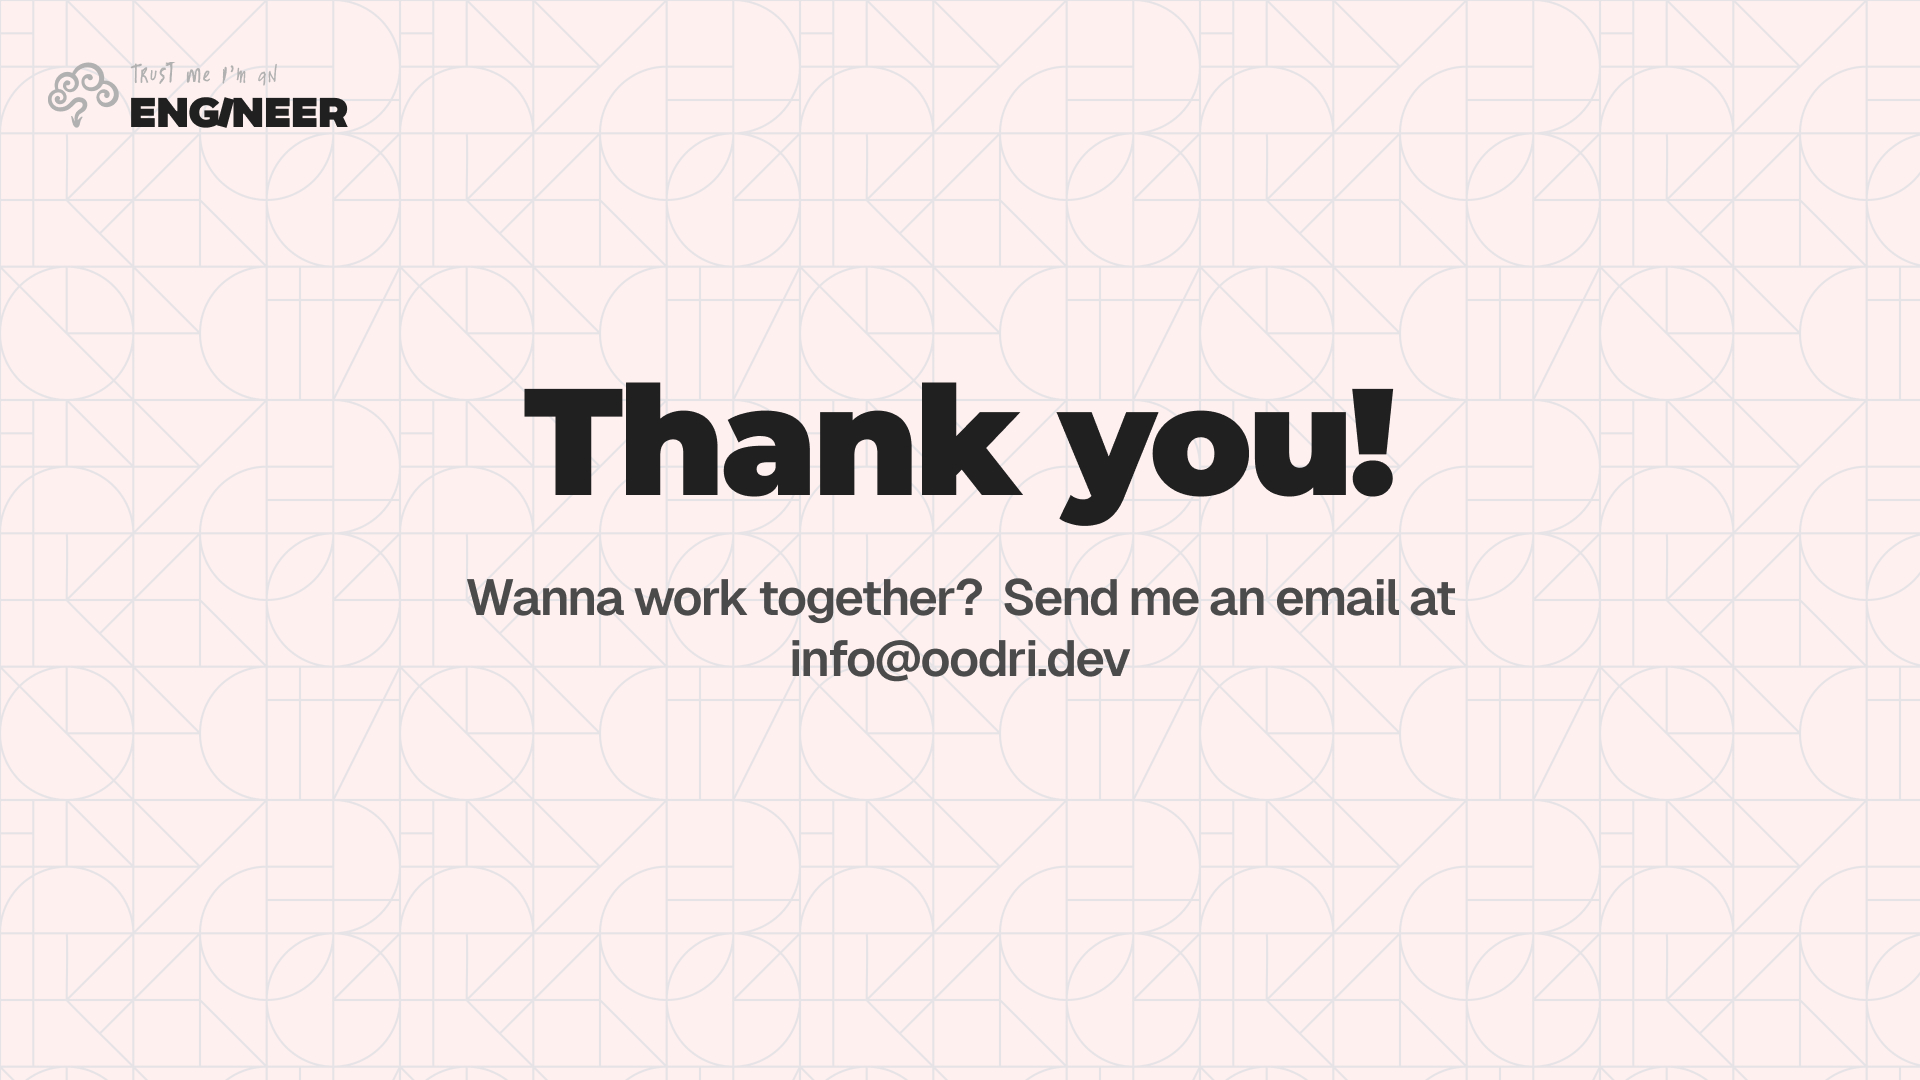 TRUST me I'm aN
ENGINEER
Thank you!
Wanna work together?  Send me an email at
info@oodri.dev